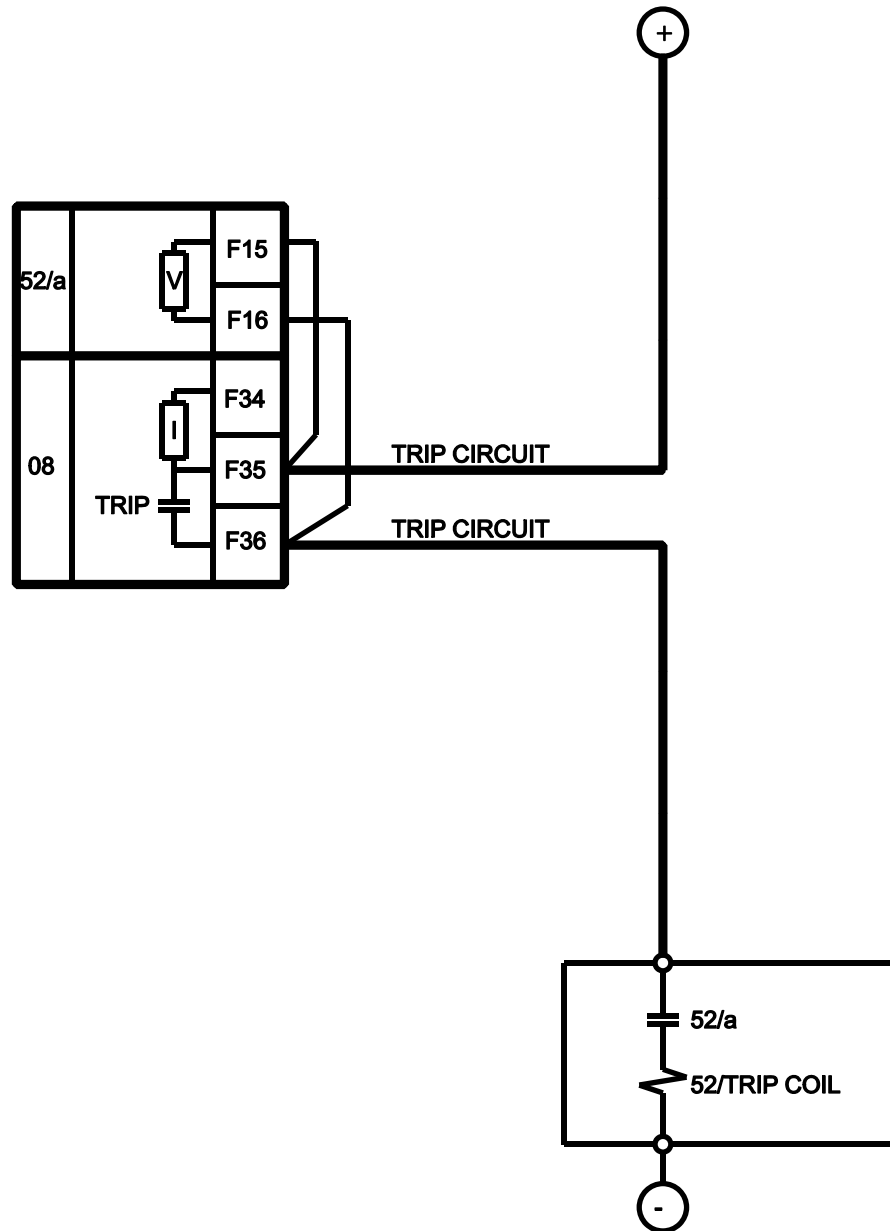 +
F15
52/a
V
F16
F34
I
08
F35
TRIP CIRCUIT
TRIP
F36
TRIP CIRCUIT
52/a
52/TRIP COIL
-